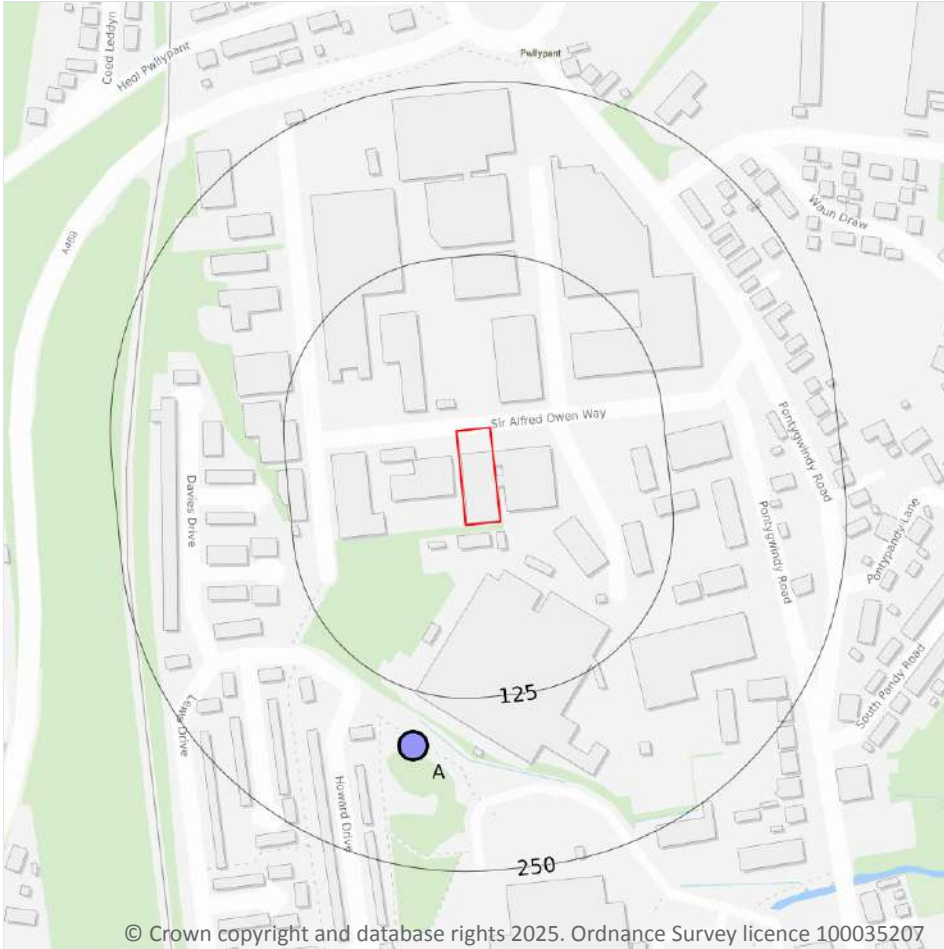 Coed Leddyn
Heol Pwllypant
Pwllypant
A468
Waun Draw
Sir Alfred Owen Way
Pontygwindy Road
Davies Drive
Pontypandy Lane
Pontygwindy Road
South Pandy Road
125
Lewis Drive
A
Howard Drive
250
© Crown copyright and database rights 2025. Ordnance Survey licence 100035207